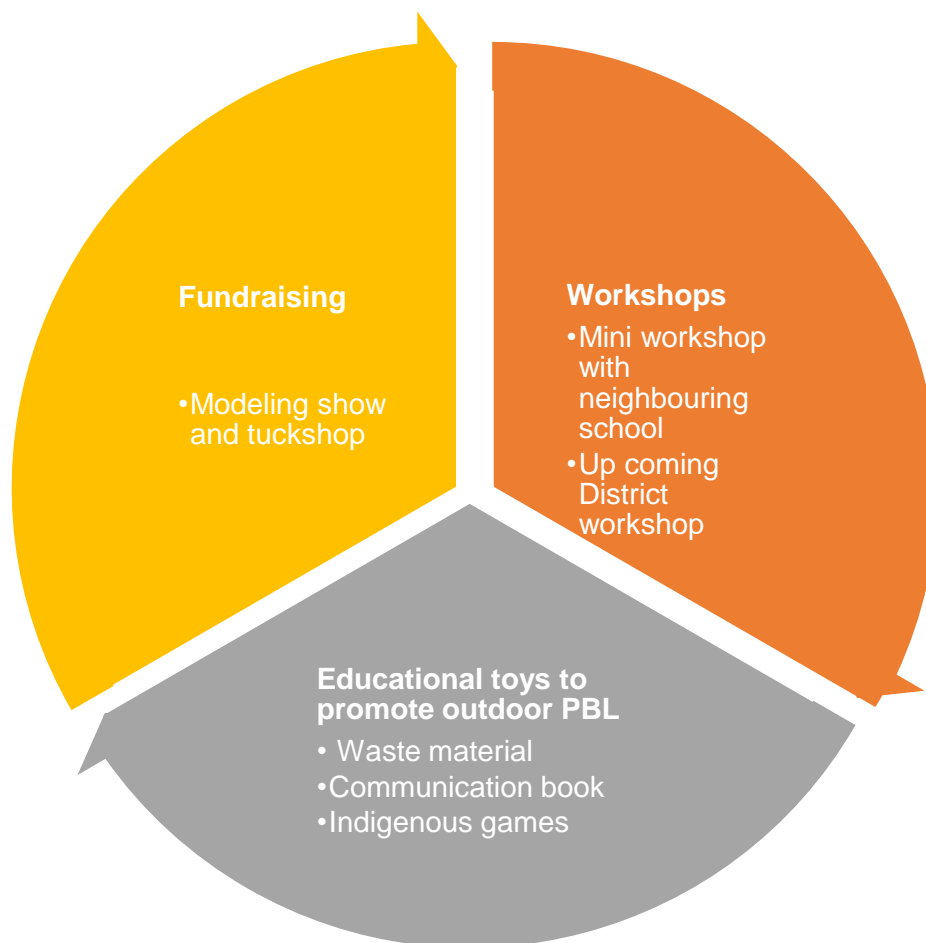 Fundraising
•Modeling show
and tuckshop
Workshops
•Mini workshop
with
neighbouring
school
•Up coming
District
workshop
Educational toys to
promote outdoor PBL
• Waste material
•Communication book
•Indigenous games